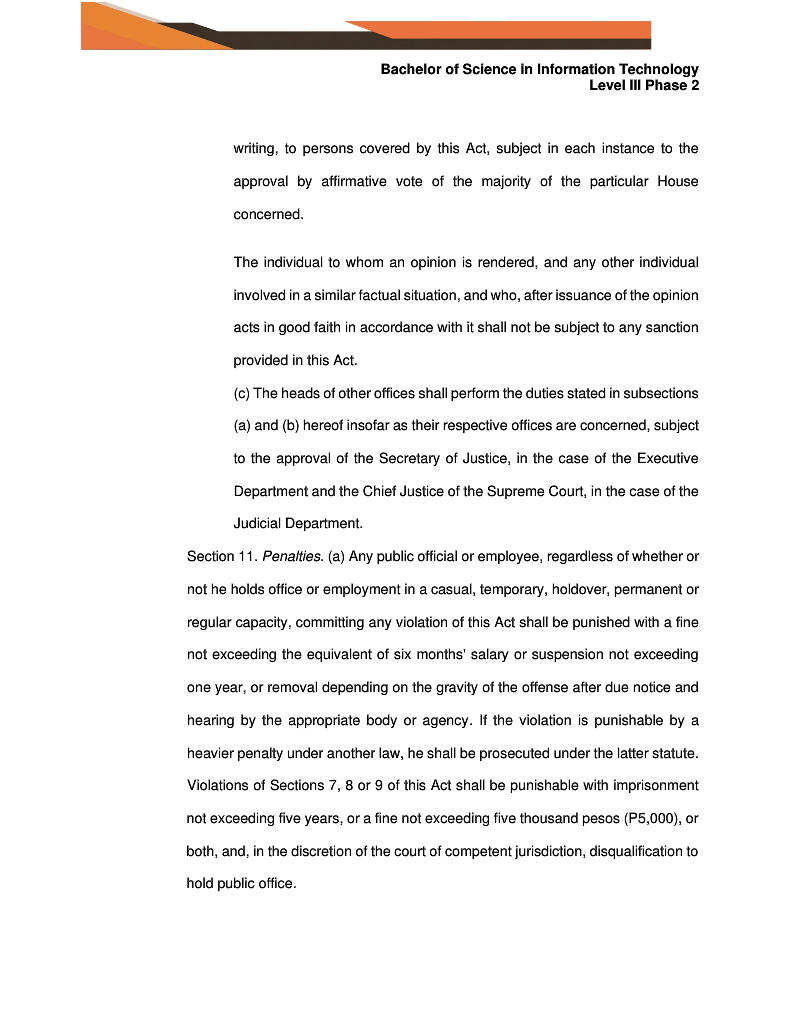 Bachelor of Science in Information Technology
Level III Phase 2
writing, to persons covered by this Act, subject in each instance to the
approval by affirmative vote of the majority of the particular House
concerned.
The individual to whom an opinion is rendered, and any other individual
involved in a similar factual situation, and who, after issuance of the opinion
acts in good faith in accordance with it shall not be subject to any sanction
provided in this Act.
(c) The heads of other offices shall perform the duties stated in subsections
(a) and (b) hereof insofar as their respective offices are concerned, subject
to the approval of the Secretary of Justice, in the case of the Executive
Department and the Chief Justice of the Supreme Court, in the case of the
Judicial Department.
Section 11. Penalties. (a) Any public official or employee, regardless of whether or
not he holds office or employment in a casual, temporary, holdover, permanent or
regular capacity, committing any violation of this Act shall be punished with a fine
not exceeding the equivalent of six months' salary or suspension not exceeding
one year, or removal depending on the gravity of the offense after due notice and
hearing by the appropriate body or agency. If the violation is punishable by a
heavier penalty under another law, he shall be prosecuted under the latter statute.
Violations of Sections 7, 8 or 9 of this Act shall be punishable with imprisonment
not exceeding five years, or a fine not exceeding five thousand pesos (P5,000), or
both, and, in the discretion of the court of competent jurisdiction, disqualification to
hold public office.